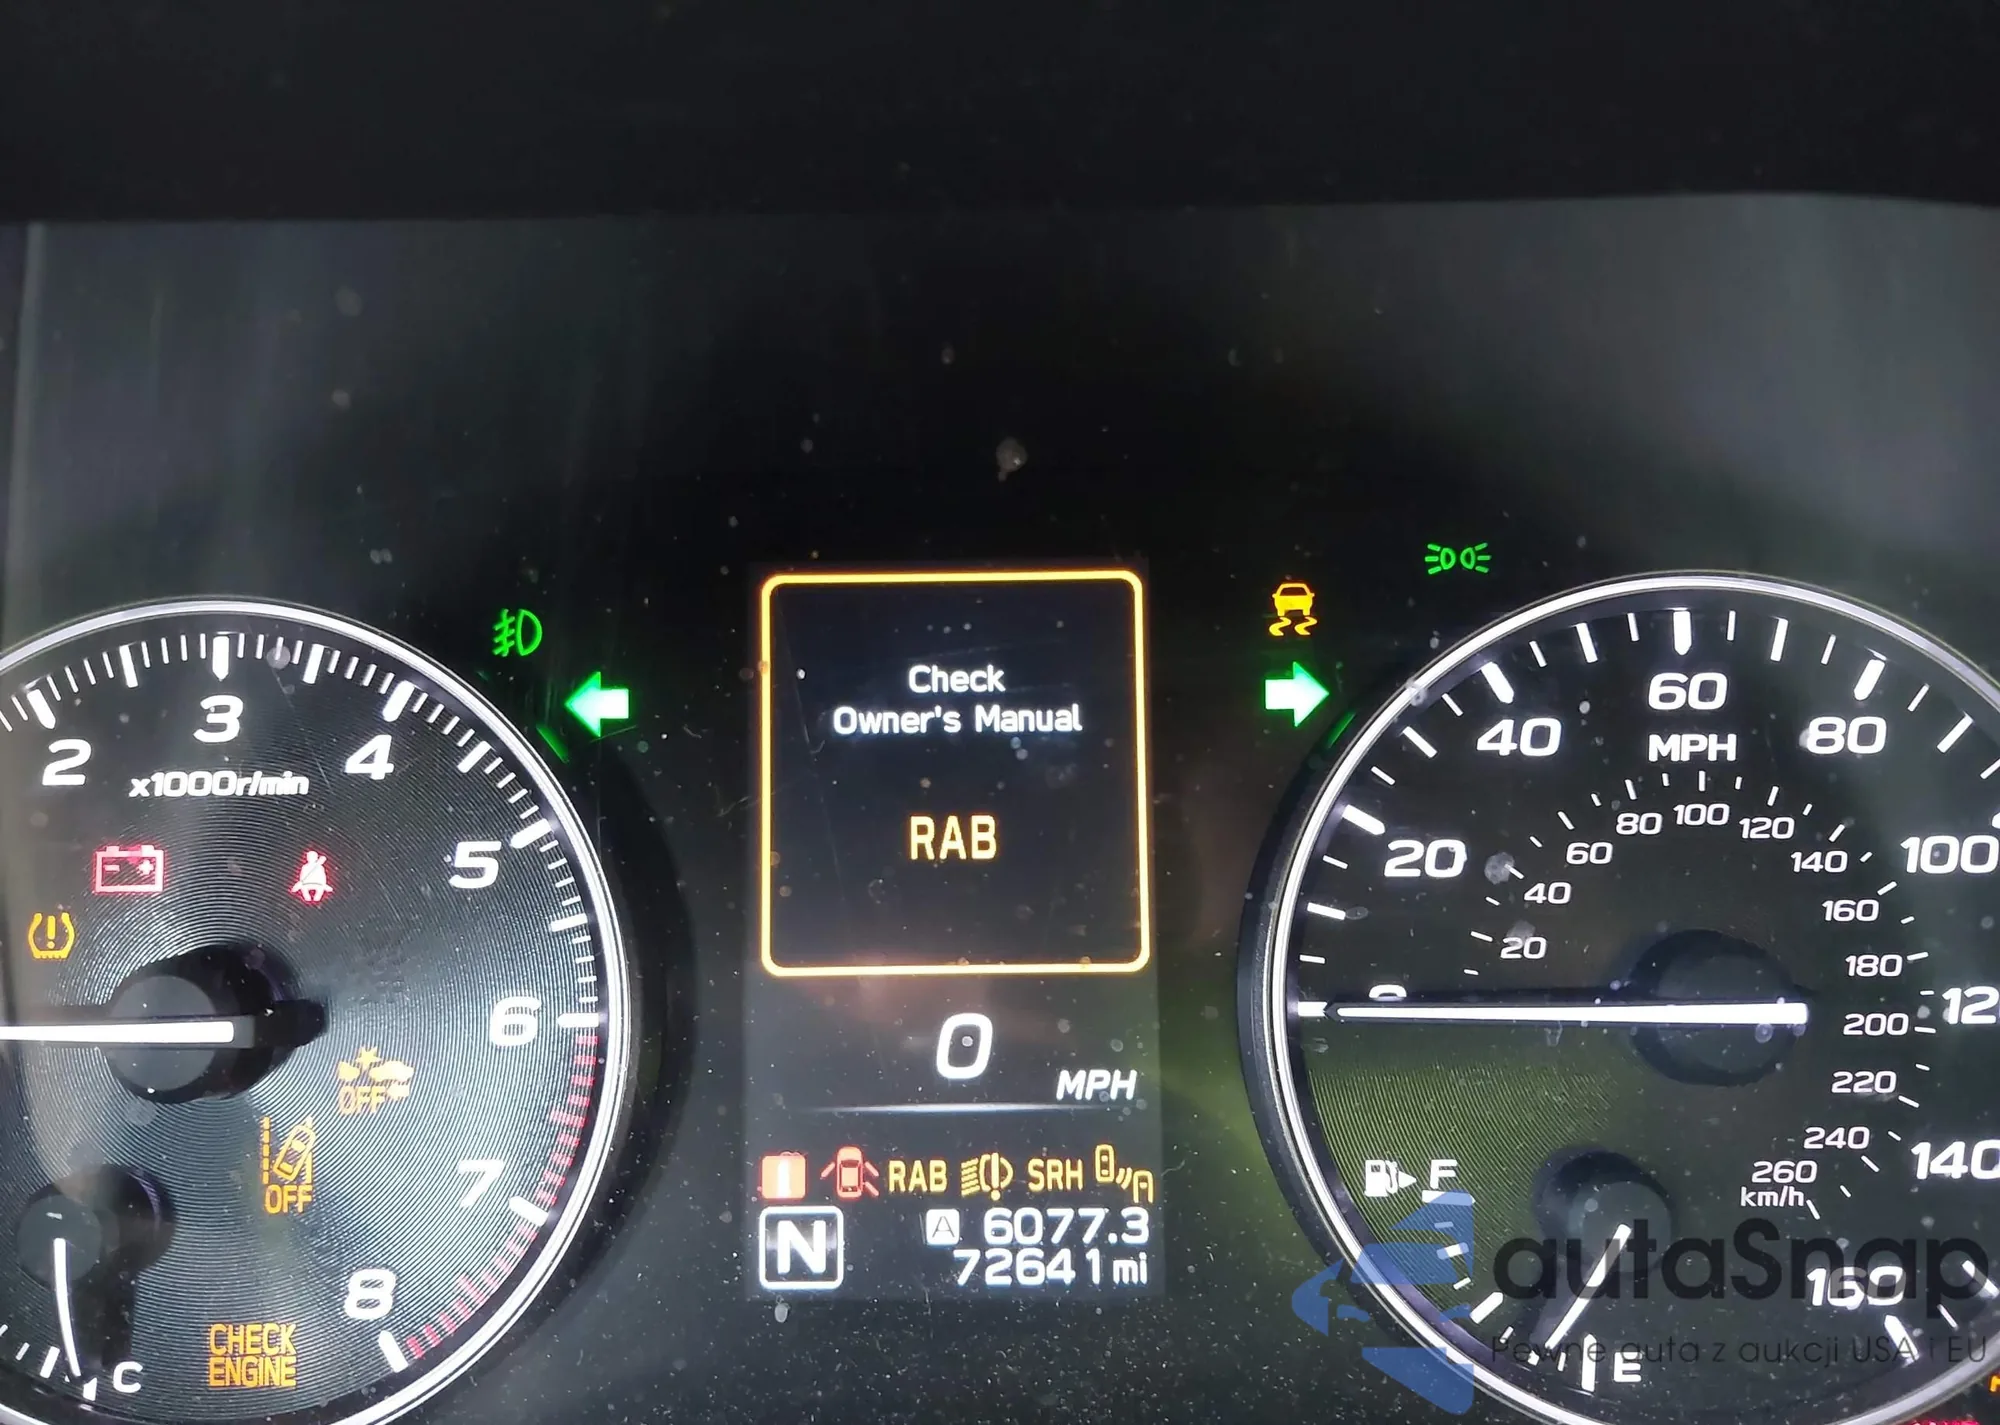 Check
Owner's Manual
RAB
0
MPH
RAB SRH
N
A 6077.3
72641 mi
2 3 4 5 6 7 8
x1000r/min
OFF
OFF
CHECK
ENGINE
C
20 40 60 80 100 120 140 160
MPH
20 40 60 80 100 120 140 160 180 200 220 240 260
km/h
F
E
autaSnap
Pewne auta z aukcji USA i EU